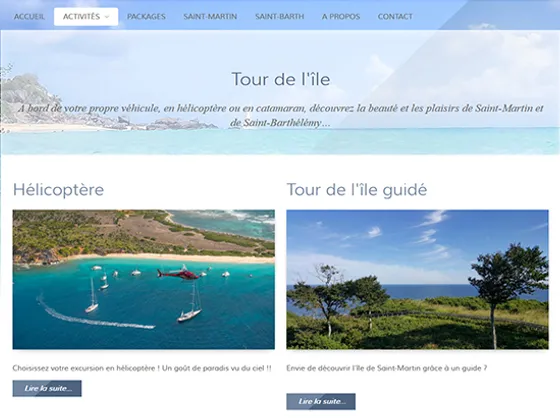 ACCUEIL ACTIVITÉS PACKAGES SAINT-MARTIN SAINT-BARTH A PROPOS CONTACT
Tour de l'île
A bord de votre propre véhicule, en hélicoptère ou en catamaran, découvrez la beauté et les plaisirs de Saint-Martin et
de Saint-Barthélémy...
Hélicoptère
Tour de l'île guidé
Choisissez votre excursion en hélicoptère ! Un goût de paradis vu du ciel !!
Envie de découvrir l'île de Saint-Martin grâce à un guide ?
Lire la suite...
Lire la suite...